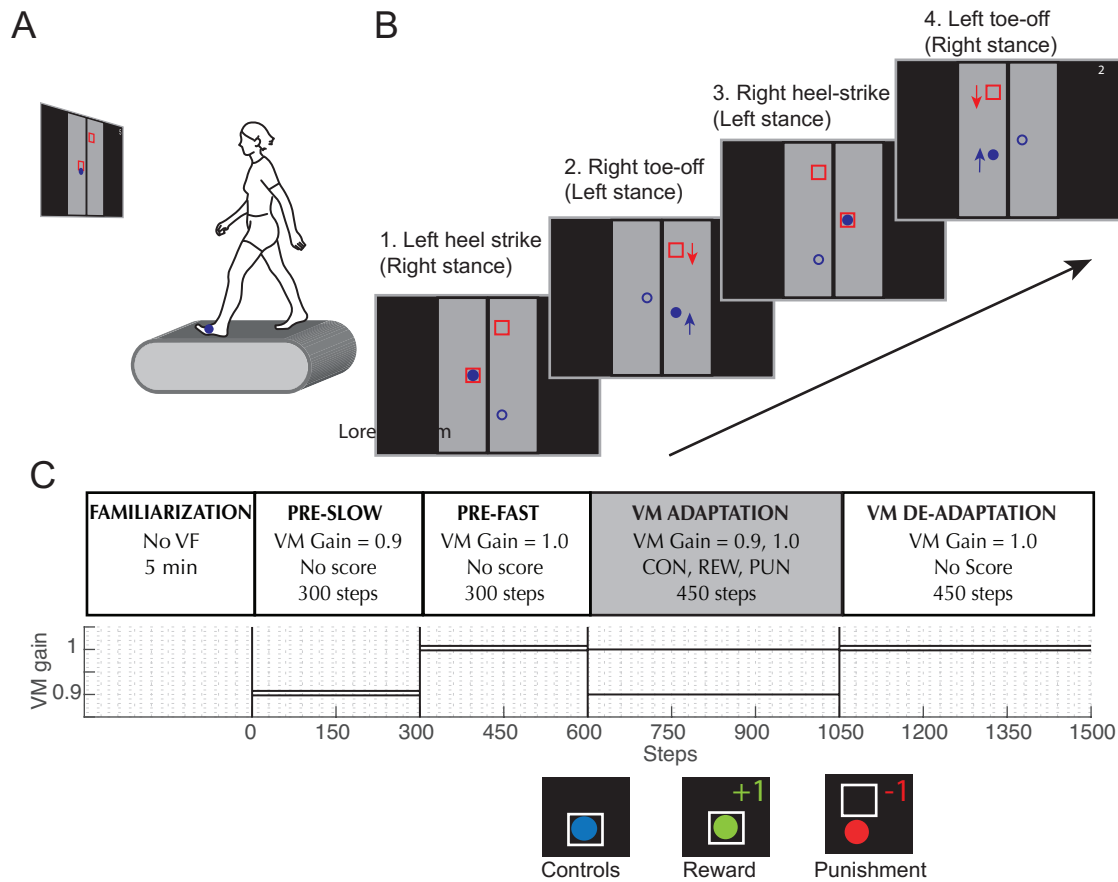 A
B
4. Left toe-off
(Right stance)
2
3. Right heel-strike
(Left stance)
2. Right toe-off
(Left stance)
1. Left heel strike
(Right stance)
C
FAMILIARIZATION
No VF
5 min
PRE-SLOW
VM Gain = 0.9
No score
300 steps
PRE-FAST
VM Gain = 1.0
No score
300 steps
VM ADAPTATION
VM Gain = 0.9, 1.0
CON, REW, PUN
450 steps
VM DE-ADAPTATION
VM Gain = 1.0
No Score
450 steps
VM gain
1
0.9
0 150 300 450 600 750 900 1050 1200 1350 1500
Steps
+1
-1
Controls Reward Punishment